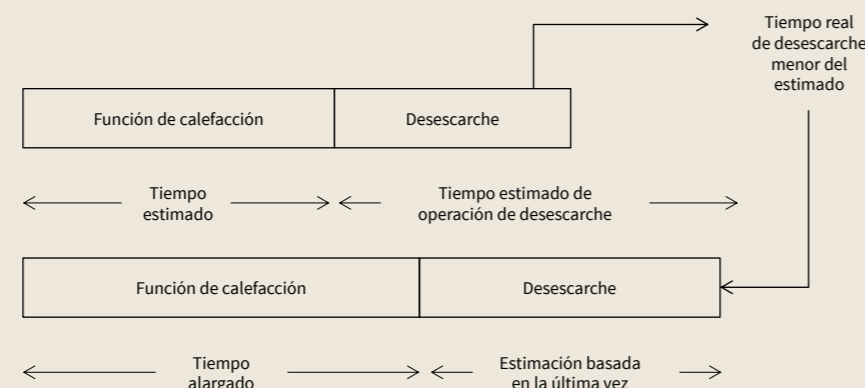 Tiempo real
de desescarche
menor del
estimado
Función de calefacción
Desescarche
Tiempo
estimado
Tiempo estimado de
operación de desescarche
Función de calefacción
Desescarche
Tiempo
alargado
Estimación basada
en la última vez